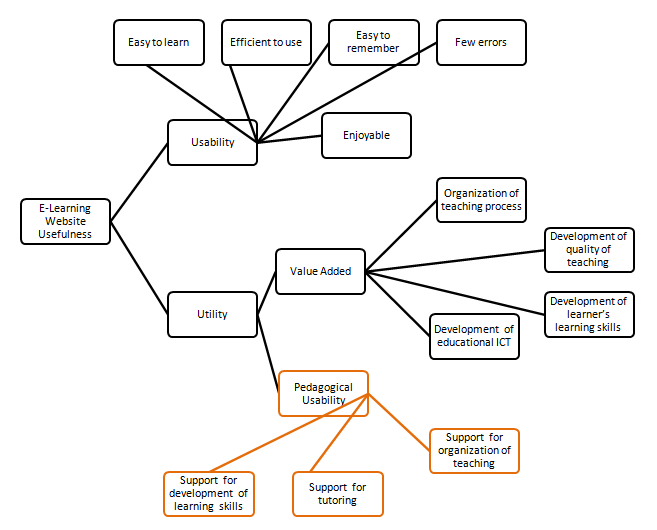 Easy to learn
Efficient to use
Easy to
remember
Few errors
Usability
Enjoyable
E-Learning
Website
Usefulness
Organization of
teaching process
Development of
quality of
teaching
Value Added
Development of
learner's
learning skills
Utility
Development of
educational ICT
Pedagogical
Usability
Support for
organization of
teaching
Support for
development of
learning skills
Support for
tutoring